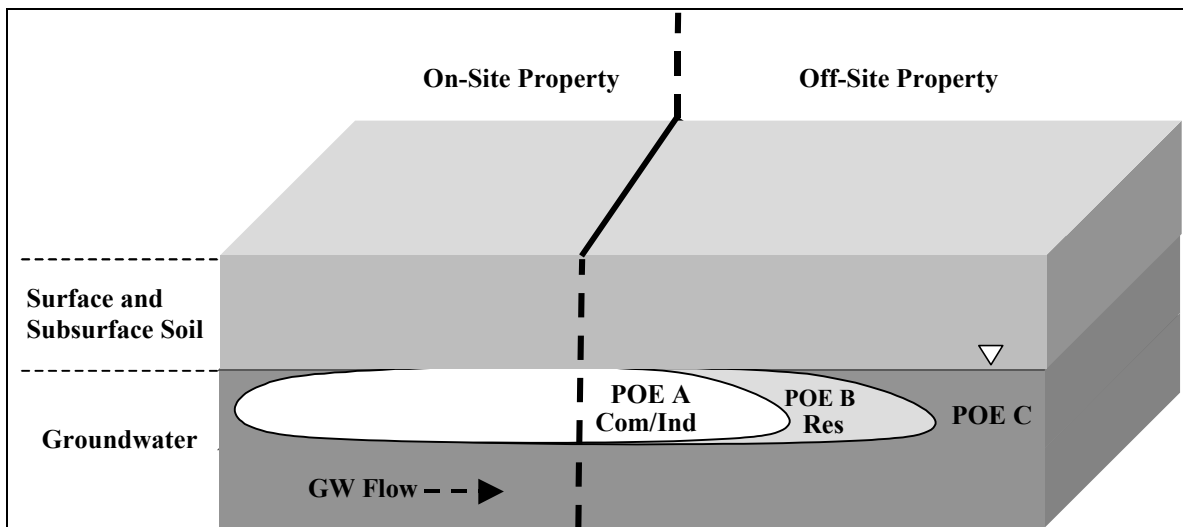 On-Site Property
Off-Site Property
Surface and
Subsurface Soil
Groundwater
POE A
Com/Ind
POE B
Res
POE C
GW Flow